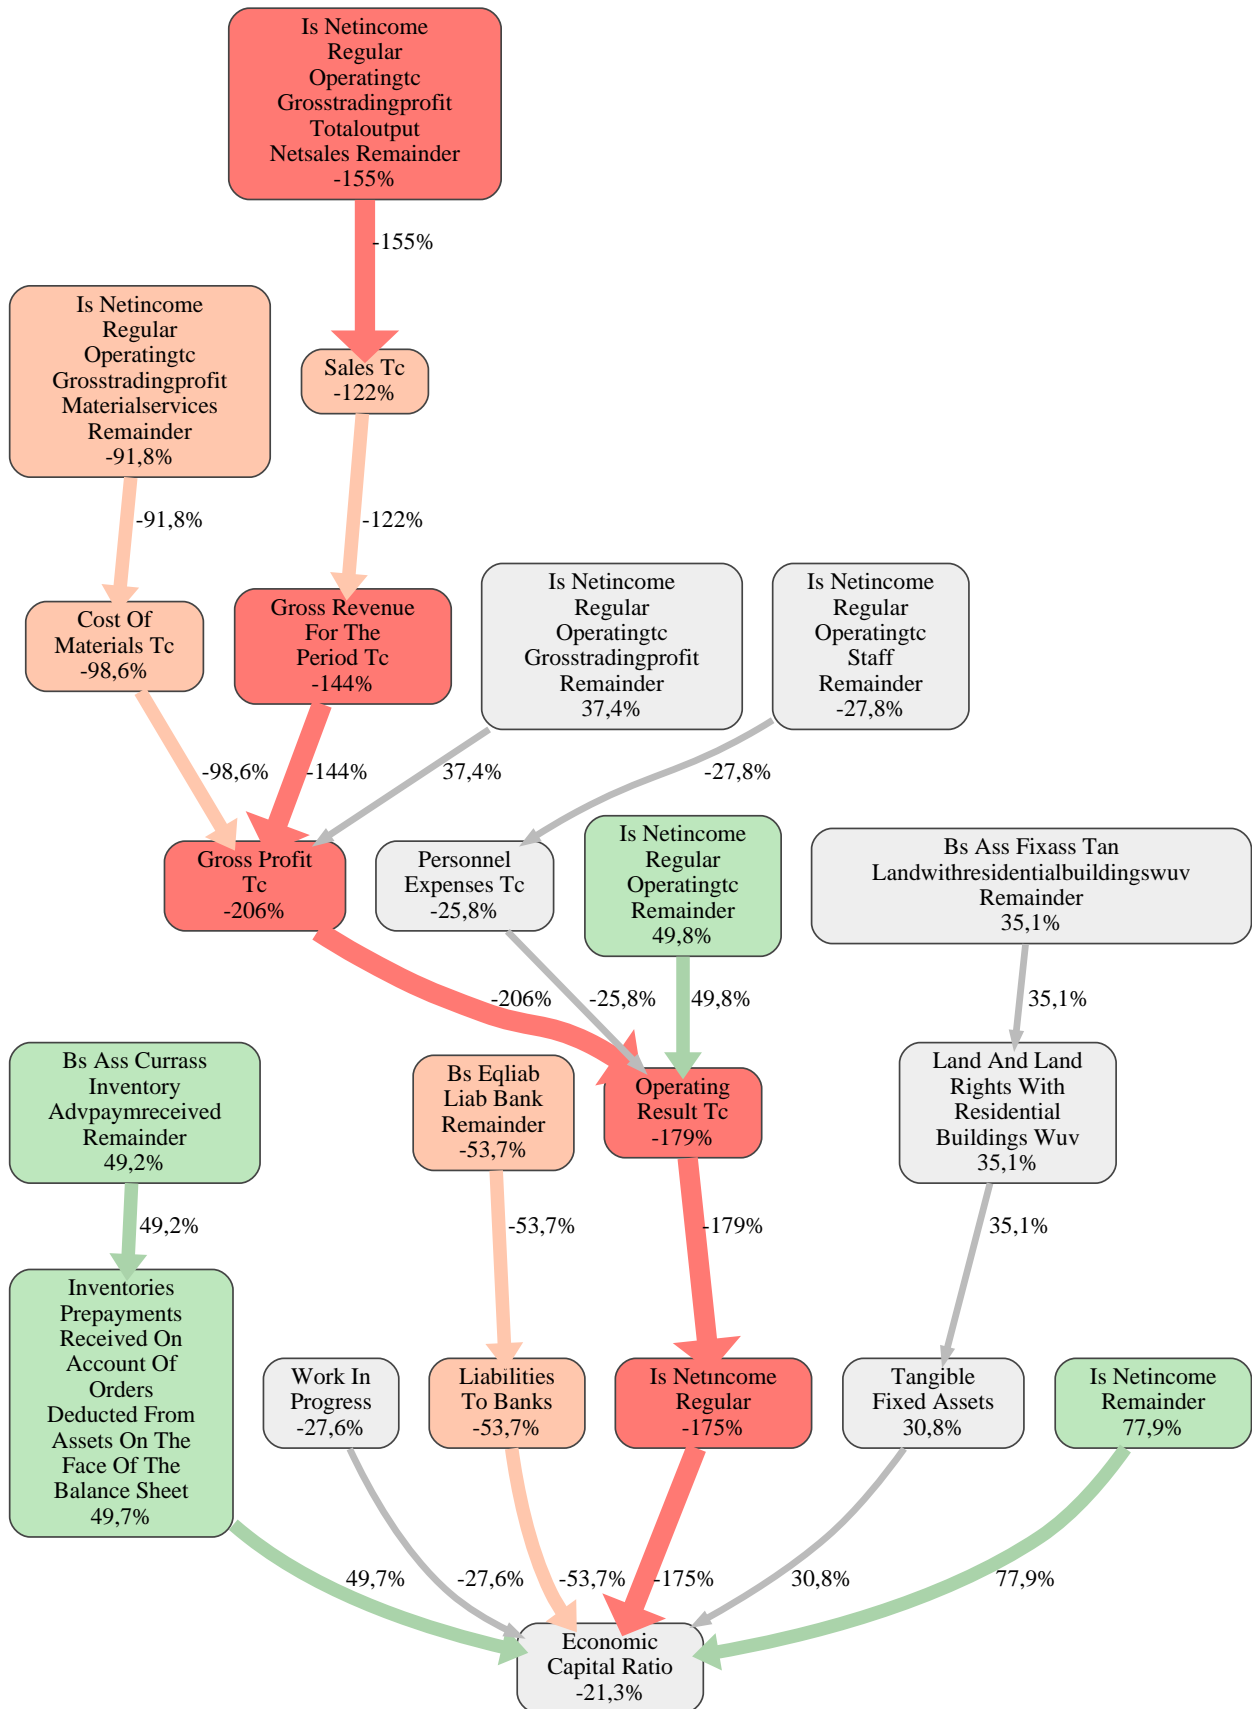 Is Netincome
Regular
Operatingtc
Grosstradingprofit
Totaloutput
Netsales Remainder
-155%
-155%
Is Netincome
Regular
Operatingtc
Grosstradingprofit
Materialservices
Remainder
-91,8%
Sales Tc
-122%
-91,8%
-122%
Cost Of
Materials Tc
-98,6%
Gross Revenue
For The
Period Tc
-144%
Is Netincome
Regular
Operatingtc
Grosstradingprofit
Remainder
37,4%
Is Netincome
Regular
Operatingtc
Staff
Remainder
-27,8%
-98,6%
-144%
37,4%
-27,8%
Gross Profit
Tc
-206%
Personnel
Expenses Tc
-25,8%
Is Netincome
Regular
Operatingtc
Remainder
49,8%
Bs Ass Fixass Tan
Landwithresidentialbuildingswuv
Remainder
35,1%
-206%
-25,8%
49,8%
35,1%
Bs Ass Currass
Inventory
Advpaymreceived
Remainder
49,2%
Bs Eqliab
Liab Bank
Remainder
-53,7%
Operating
Result Tc
-179%
Land And Land
Rights With
Residential
Buildings Wuv
35,1%
49,2%
-53,7%
-179%
35,1%
Inventories
Prepayments
Received On
Account Of
Orders
Deducted From
Assets On The
Face Of The
Balance Sheet
49,7%
Work In
Progress
-27,6%
Liabilities
To Banks
-53,7%
Is Netincome
Regular
-175%
Tangible
Fixed Assets
30,8%
Is Netincome
Remainder
77,9%
49,7%
-27,6%
-53,7%
-175%
30,8%
77,9%
Economic
Capital Ratio
-21,3%